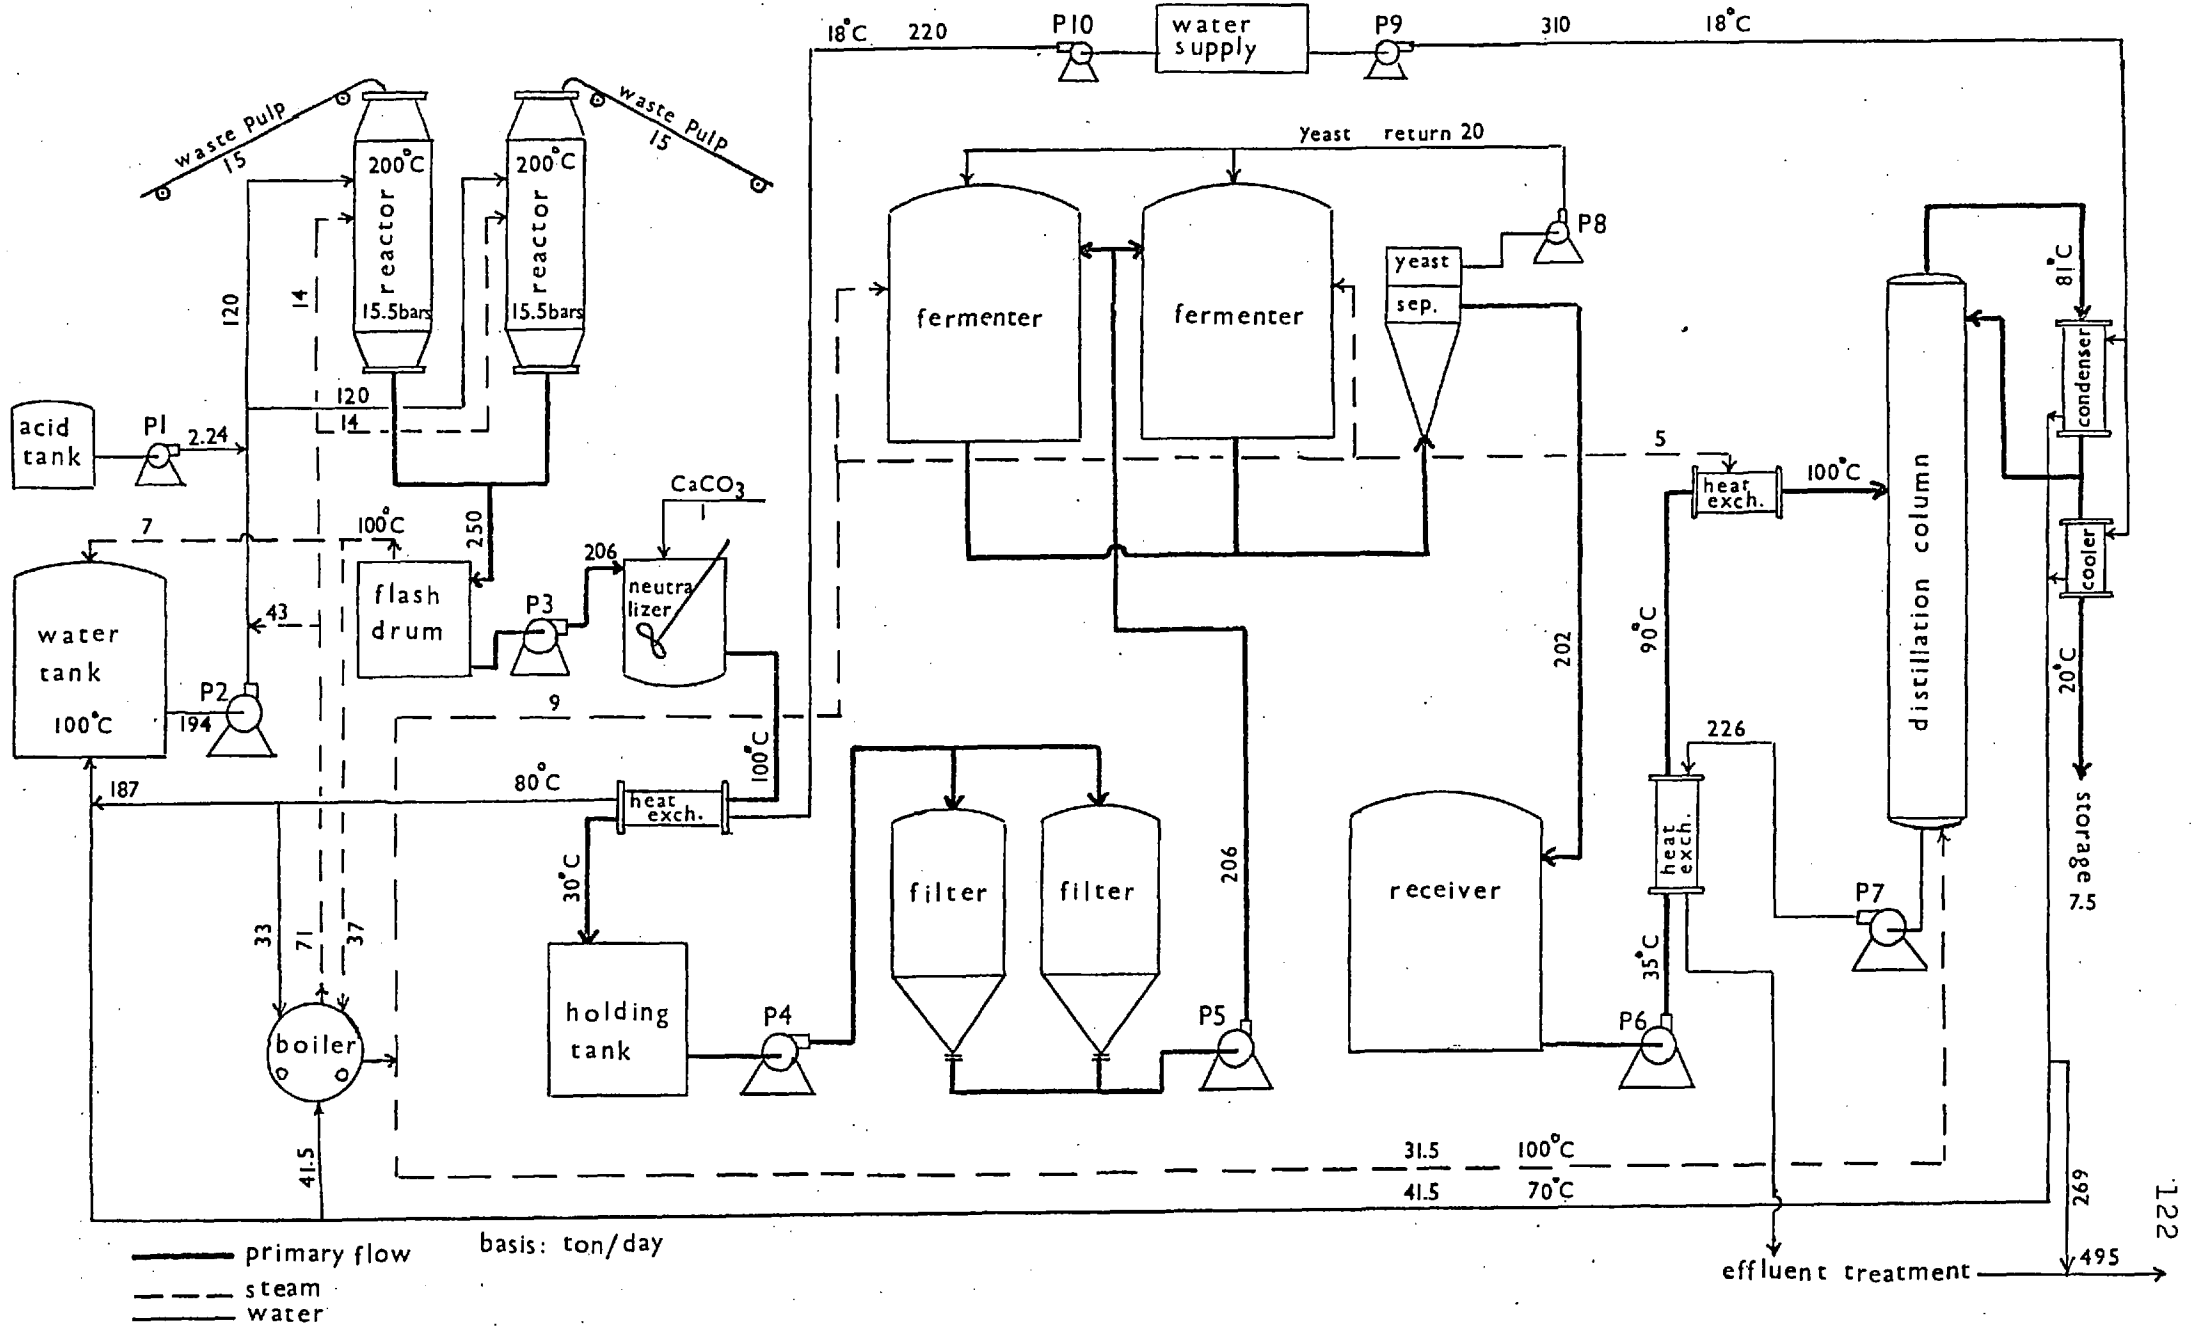 18°C
220
P10
water
supply
P9
310
18°C
waste pulp
15
waste pulp
15
200°C
reactor
15.5bars
200°C
reactor
15.5bars
yeast return 20
P8
yeast
sep.
fermenter
fermenter
18°C
condenser
cooler
20°C
storage
7.5
120
14
120
14
acid
tank
P1
2.24
7
100°C
250
CaCO3
1
206
neutra
lizer
flash
drum
P3
43
water
tank
100°C
P2
194
9
100°C
187
80°C
heat
exch.
30°C
33
71
37
boiler
41.5
holding
tank
P4
filter
filter
P5
206
202
receiver
P6
35°C
heat
exch.
90°C
226
P7
5
heat
exch.
100°C
distillation column
31.5 100°C
41.5 70°C
269
495
effluent treatment
basis: ton/day
primary flow
steam
water
122